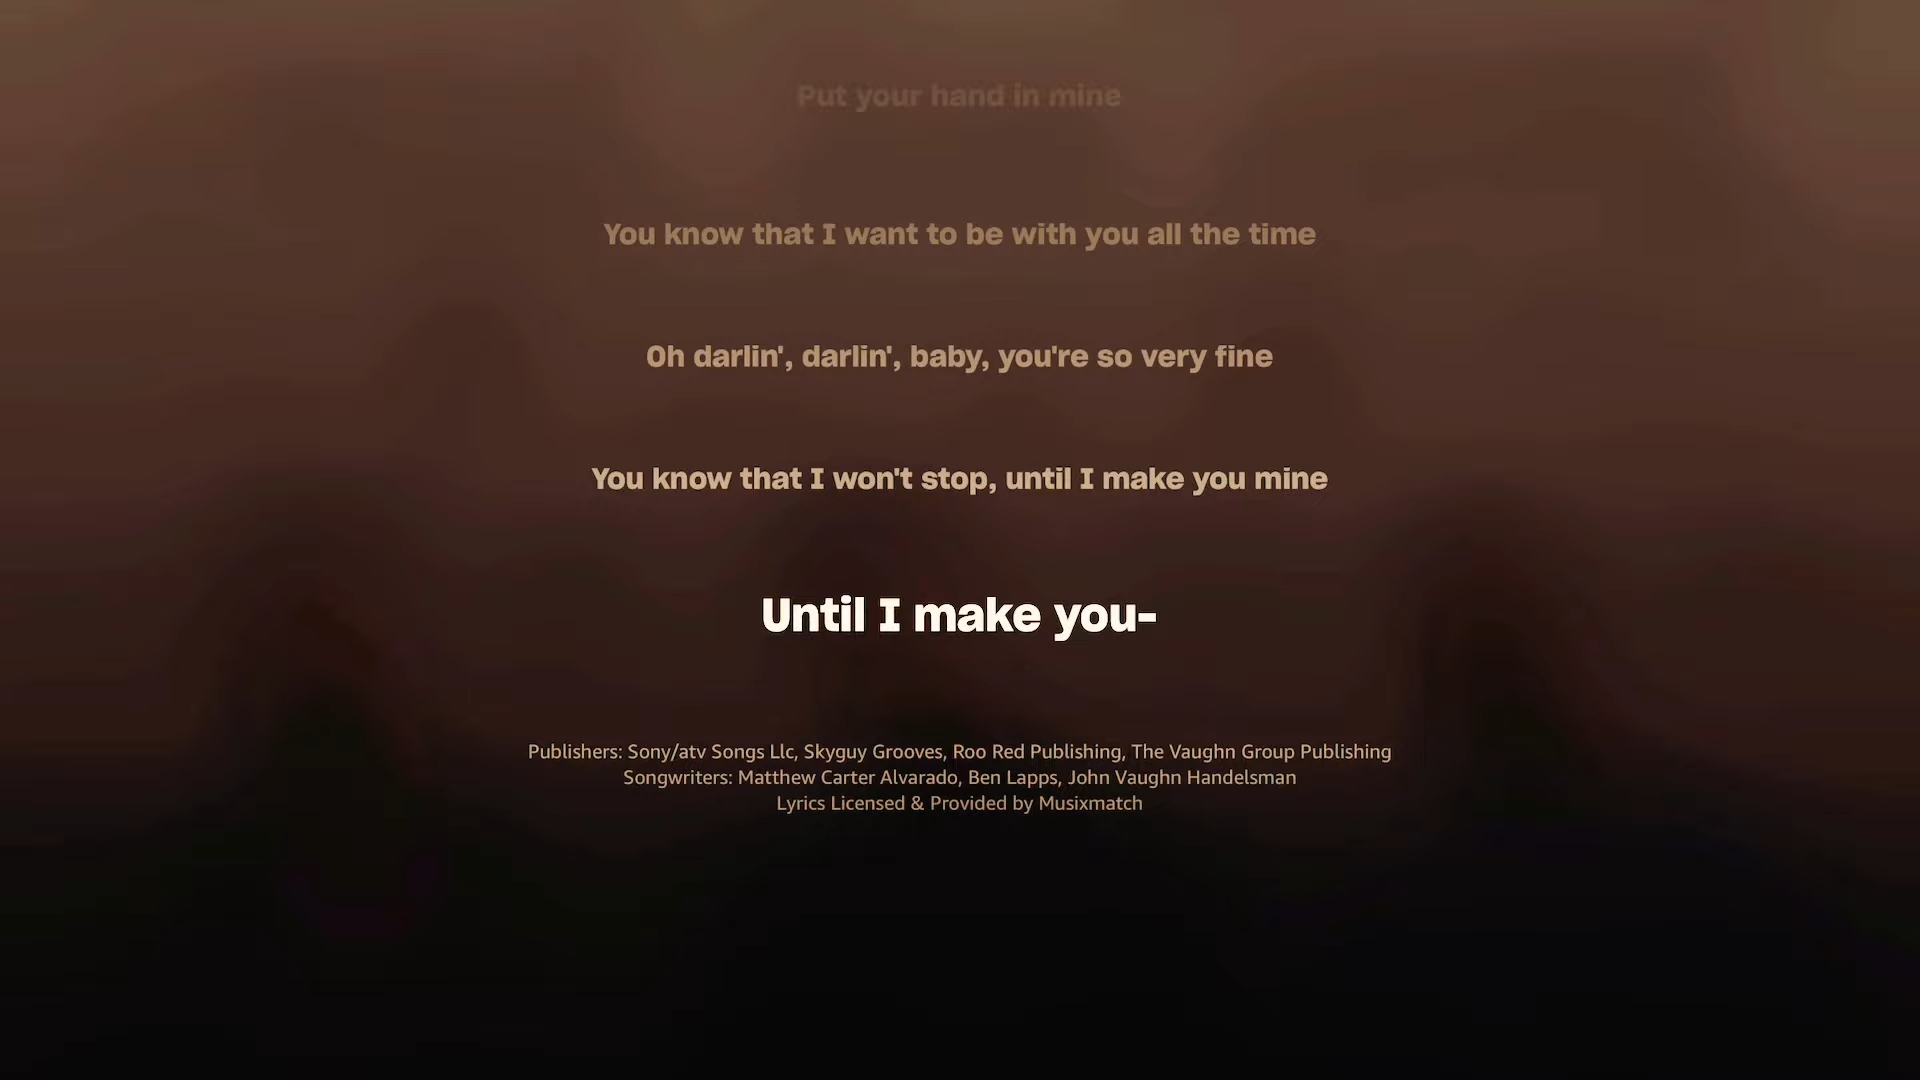 Put your hand in mine
You know that I want to be with you all the time
Oh darlin', darlin', baby, you're so very fine
You know that I won't stop, until I make you mine
Until I make you-
Publishers: Sony/atv Songs Llc, Skyguy Grooves, Roo Red Publishing, The Vaughn Group Publishing
Songwriters: Matthew Carter Alvarado, Ben Lapps, John Vaughn Handelsman
Lyrics Licensed & Provided by Musixmatch